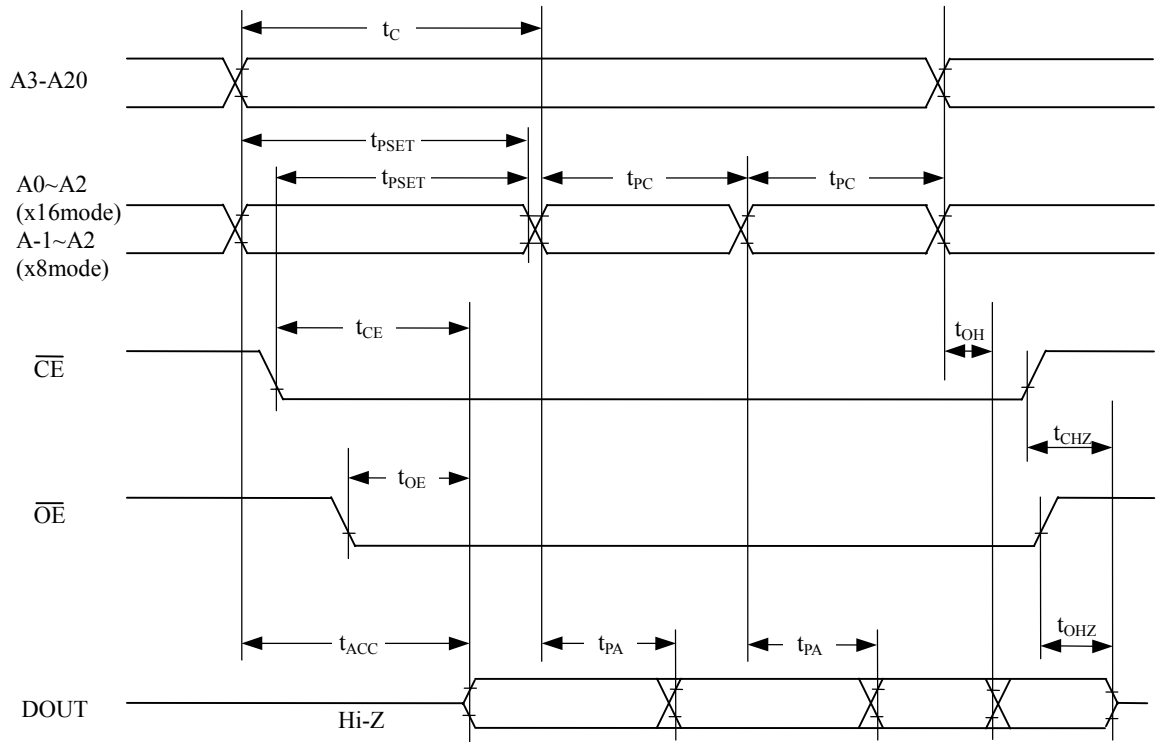 tC
A3-A20
tPSET
tPSET
tPC
tPC
A0~A2
(x16mode)
A-1~A2
(x8mode)
tCE
tOH
CE
tCHZ
tOE
OE
tACC
tPA
tPA
tOHZ
DOUT
Hi-Z